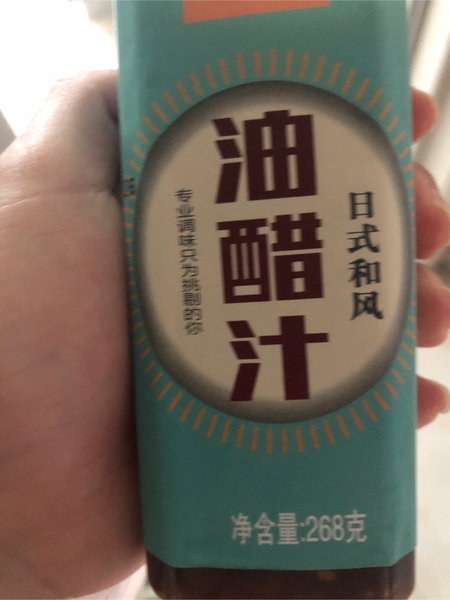 日式和风
油醋汁
专业调味只为挑剔的你
净含量:268克